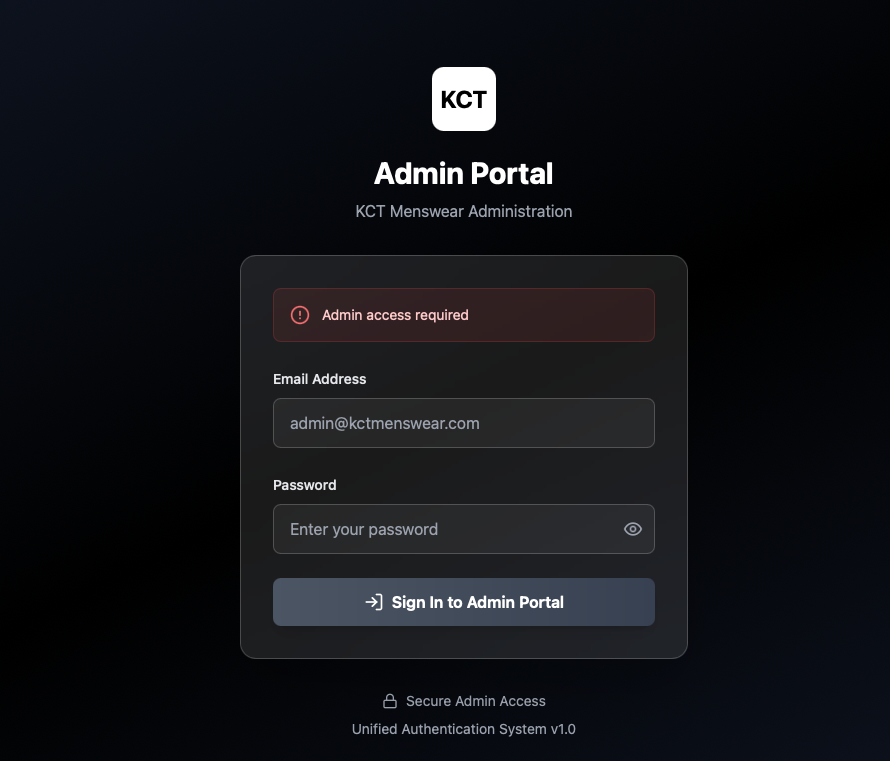 KCT
Admin Portal
KCT Menswear Administration
Admin access required
Email Address
admin@kctmenswear.com
Password
Enter your password
Sign In to Admin Portal
Secure Admin Access
Unified Authentication System v1.0